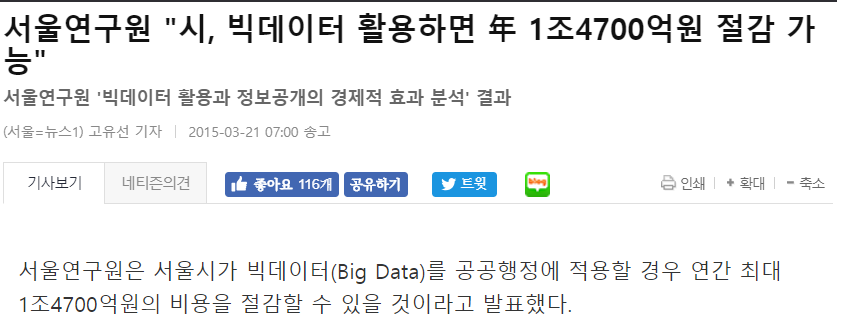 서울연구원 "시, 빅데이터 활용하면 年 1조4700억원 절감 가
능"
서울연구원 '빅데이터 활용과 정보공개의 경제적 효과 분석' 결과
(서울=뉴스1) 고유선 기자 | 2015-03-21 07:00 송고
기사보기 네티즌의견 좋아요 116개 공유하기 트윗 blog 인쇄 + 확대 - 축소
서울연구원은 서울시가 빅데이터(Big Data)를 공공행정에 적용할 경우 연간 최대
1조4700억원의 비용을 절감할 수 있을 것이라고 발표했다.